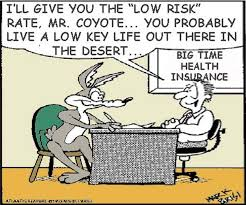 I'LL GIVE YOU THE "LOW RISK"
RATE, MR. COYOTE... YOU PROBABLY
LIVE A LOW KEY LIFE OUT THERE IN
THE DESERT...
BIG TIME
HEALTH
INSURANCE